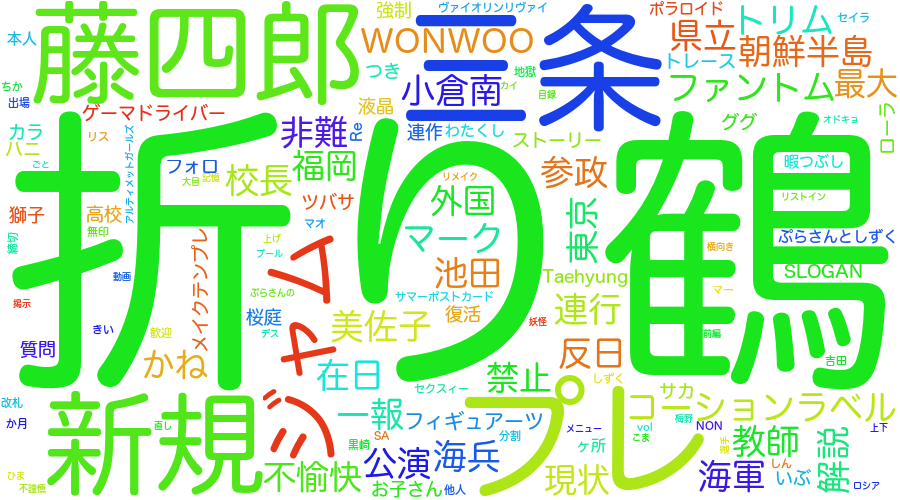 折り鶴
藤四郎
三条
新規
プレ
ジャム
WONWOO
トリム
県立
朝鮮半島
ポラロイド
セイラ
ヴァイオリンリヴァイ
強制
本人
ちか
出場
ゲーマドライバー
つき
液晶
小倉南
地獄
カイ
目録
トレース
ファントム
最大
オドキョ
ローラ
カラ
バニ
リス
アルティメットガールズ
非難
Re
連作
わたくし
ストーリー
ググ
暇つぶし
リストイン
ごと
フォロ
大目
記憶
福岡
校長
リメイク
参政
外国
獅子
高校
無印
ツバサ
マオ
マーク
東京
ぷらさんとしずく
横向き
締切
動画
メイクテンプレ
上げ
プール
池田
Taehyung
SLOGAN
マー
掲示
ぷらさんの
サマーポストカード
連行
桜庭
復活
妖怪
きい
歓迎
デス
美佐子
前編
質問
かね
反日
吉田
在日
セクスィー
禁止
しずく
サカ
コーションラベル
改札
か月
直し
一報
フィギュアーツ
メニュー
vol
梅野
NON
上下
こま
黒崎
SA
分割
ヶ所
教師
解説
ひま
不愉快
公演
海兵
現状
海軍
しん
いぶ
お子さん
他人
ロシア